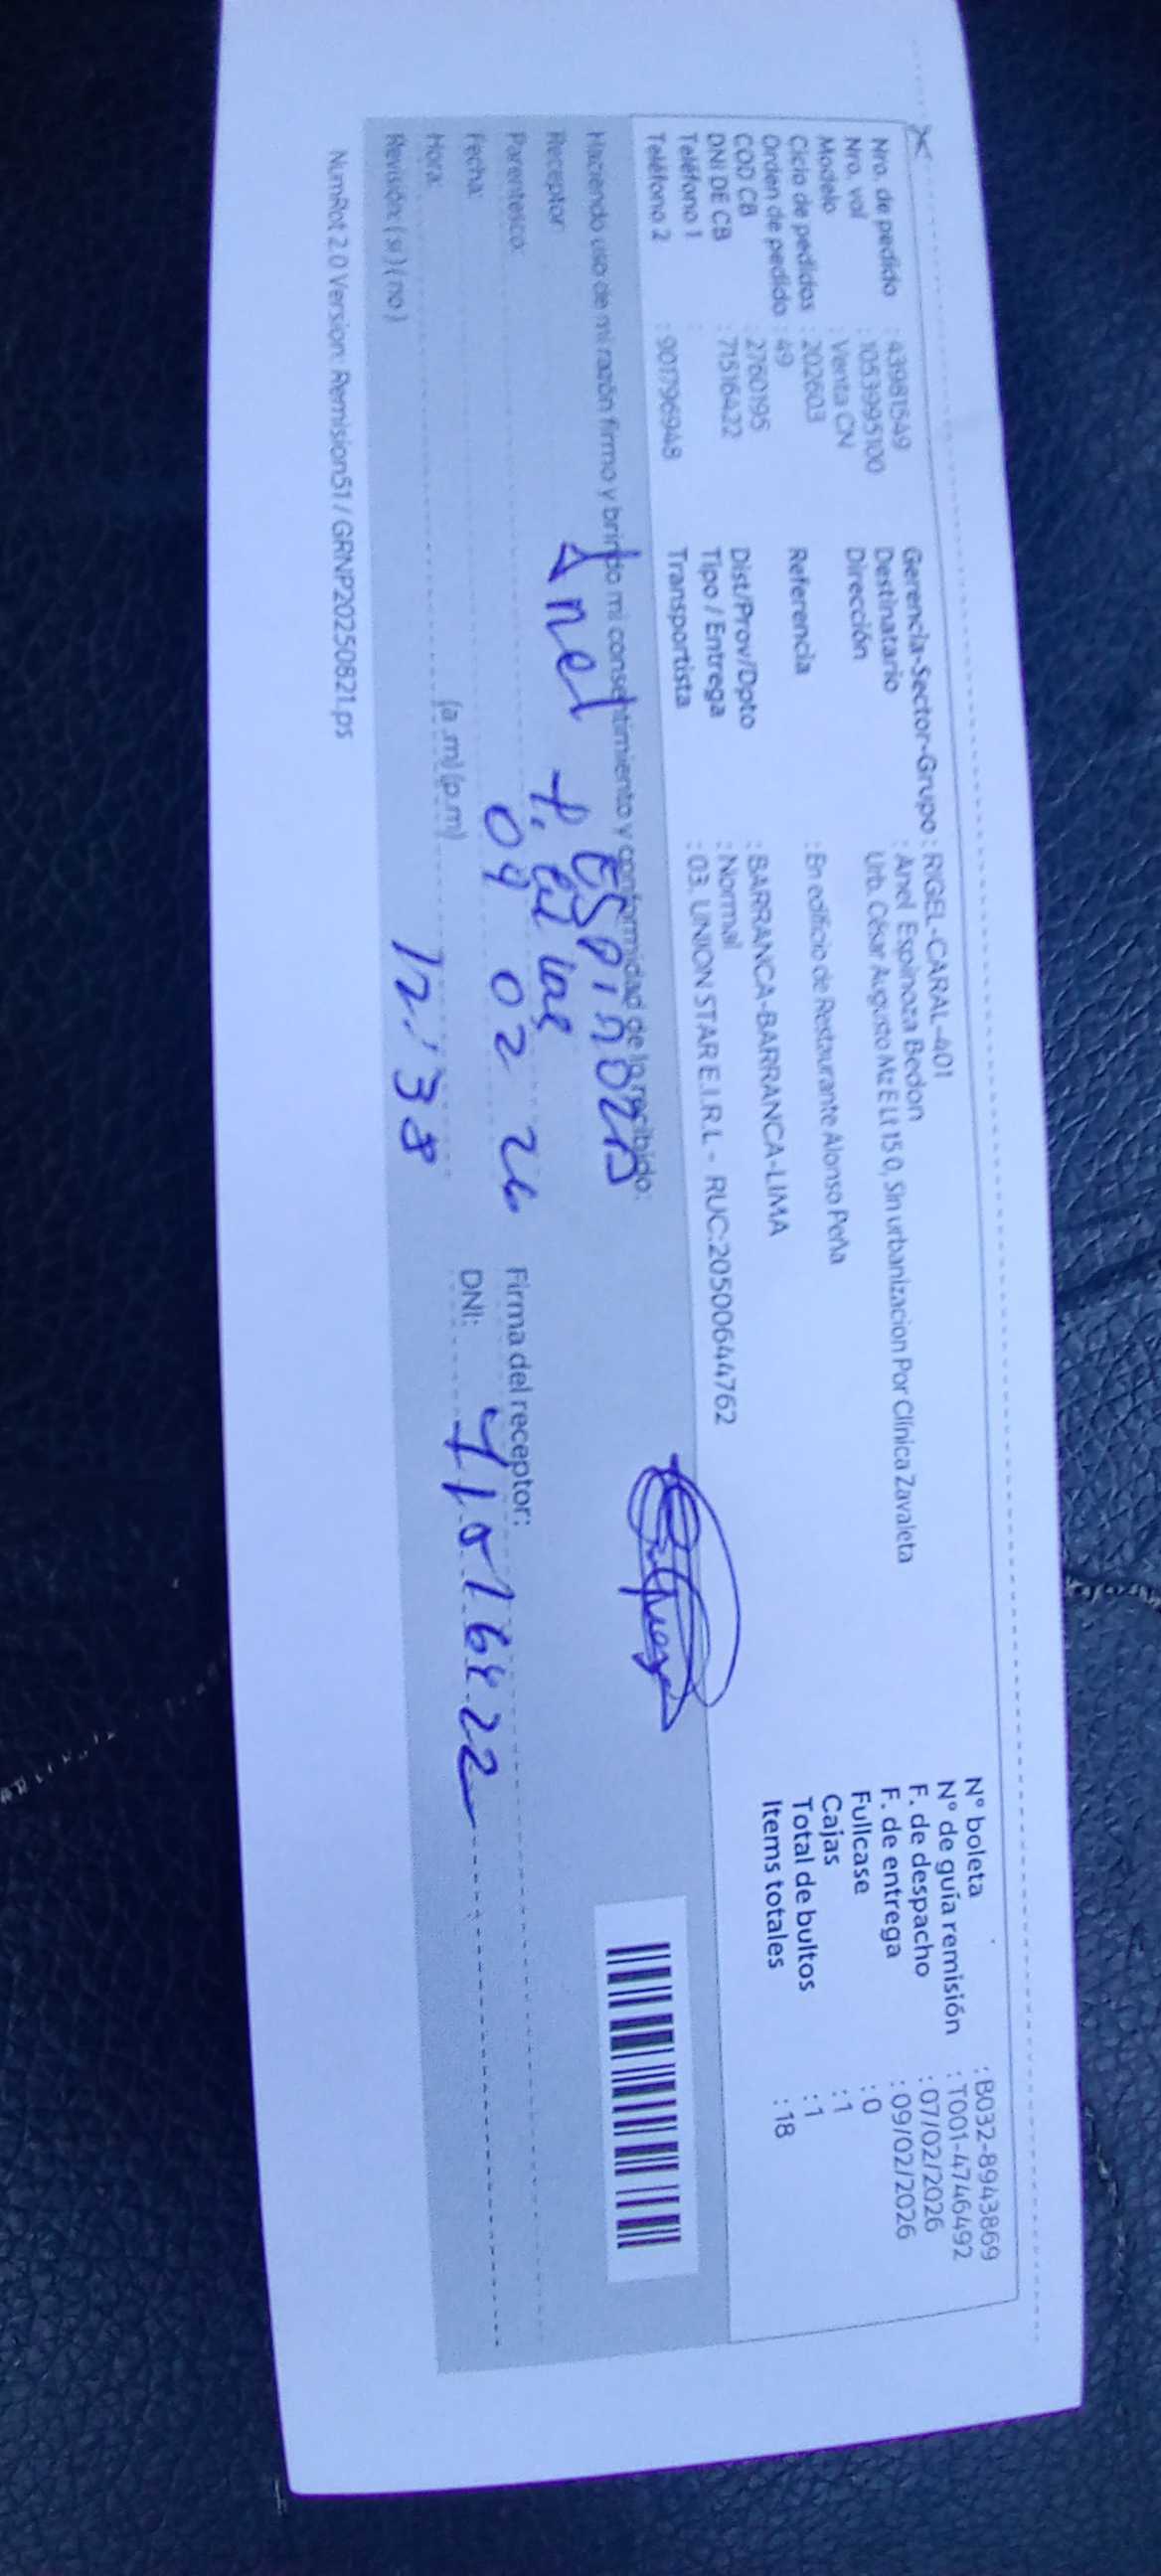 Nro. de pedido : 43981549
Nro. val : 1053995100
Modelo : Venta CN
Ciclo de pedidos : 202603
Orden de pedido : 49
COD CB : 2760195
DNI DE CB : 71516422
Teléfono 1 :
Teléfono 2 : 901796948
Gerencia-Sector-Grupo : RIGEL-CARAL-401
Destinatario : Anel Espinoza Bedon
Dirección : Urb. César Augusto Mz E Lt 15 0, Sin urbanizacion Por Clínica Zavaleta
Referencia : En edificio de Restaurante Alonso Peña
Dist/Prov/Dpto : BARRANCA-BARRANCA-LIMA
Tipo / Entrega : Normal
Transportista : 03. UNION STAR E.I.R.L - RUC:20500644762
N° boleta : B032-8943869
N° de guía remisión : T001-4746492
F. de despacho : 07/02/2026
F. de entrega : 09/02/2026
Fullcase : 0
Cajas : 1
Total de bultos : 1
Items totales : 18
Haciendo uso de mi razón firmo y brindo mi consentimiento y conformidad de lo recibido:
Receptor: Anel Espinoza
Parentesco:
Fecha: 09 02 26
Hora: (a .m) (p.m) 12:38
Revisión: ( si ) ( no )
Firma del receptor:
DNI: 71516422
NumRot 2.0 Version: Remision51 / GRNP20250821.ps